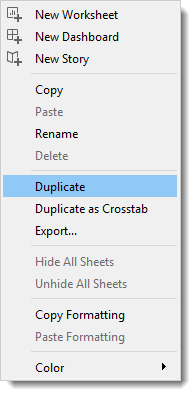 New Worksheet
New Dashboard
New Story
Copy
Paste
Rename
Delete
Duplicate
Duplicate as Crosstab
Export...
Hide All Sheets
Unhide All Sheets
Copy Formatting
Paste Formatting
Color